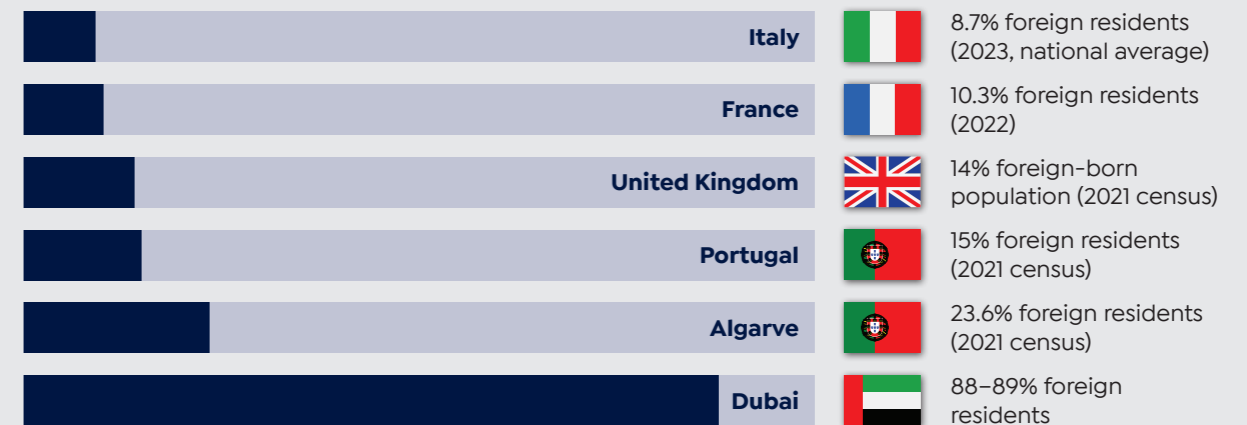 Italy
8.7% foreign residents
(2023, national average)
France
10.3% foreign residents
(2022)
United Kingdom
14% foreign-born
population (2021 census)
Portugal
15% foreign residents
(2021 census)
Algarve
23.6% foreign residents
(2021 census)
Dubai
88–89% foreign
residents